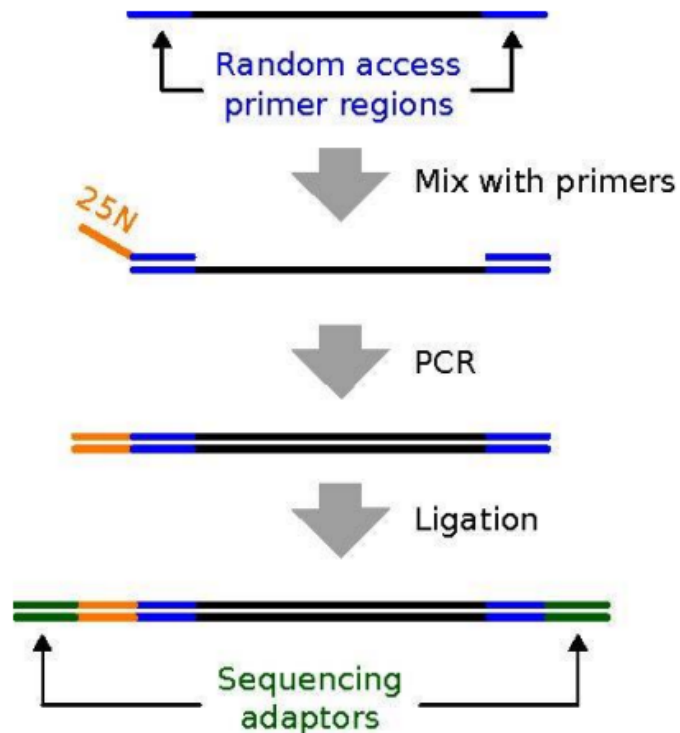 Random access
primer regions
Mix with primers
25N
PCR
Ligation
Sequencing
adaptors